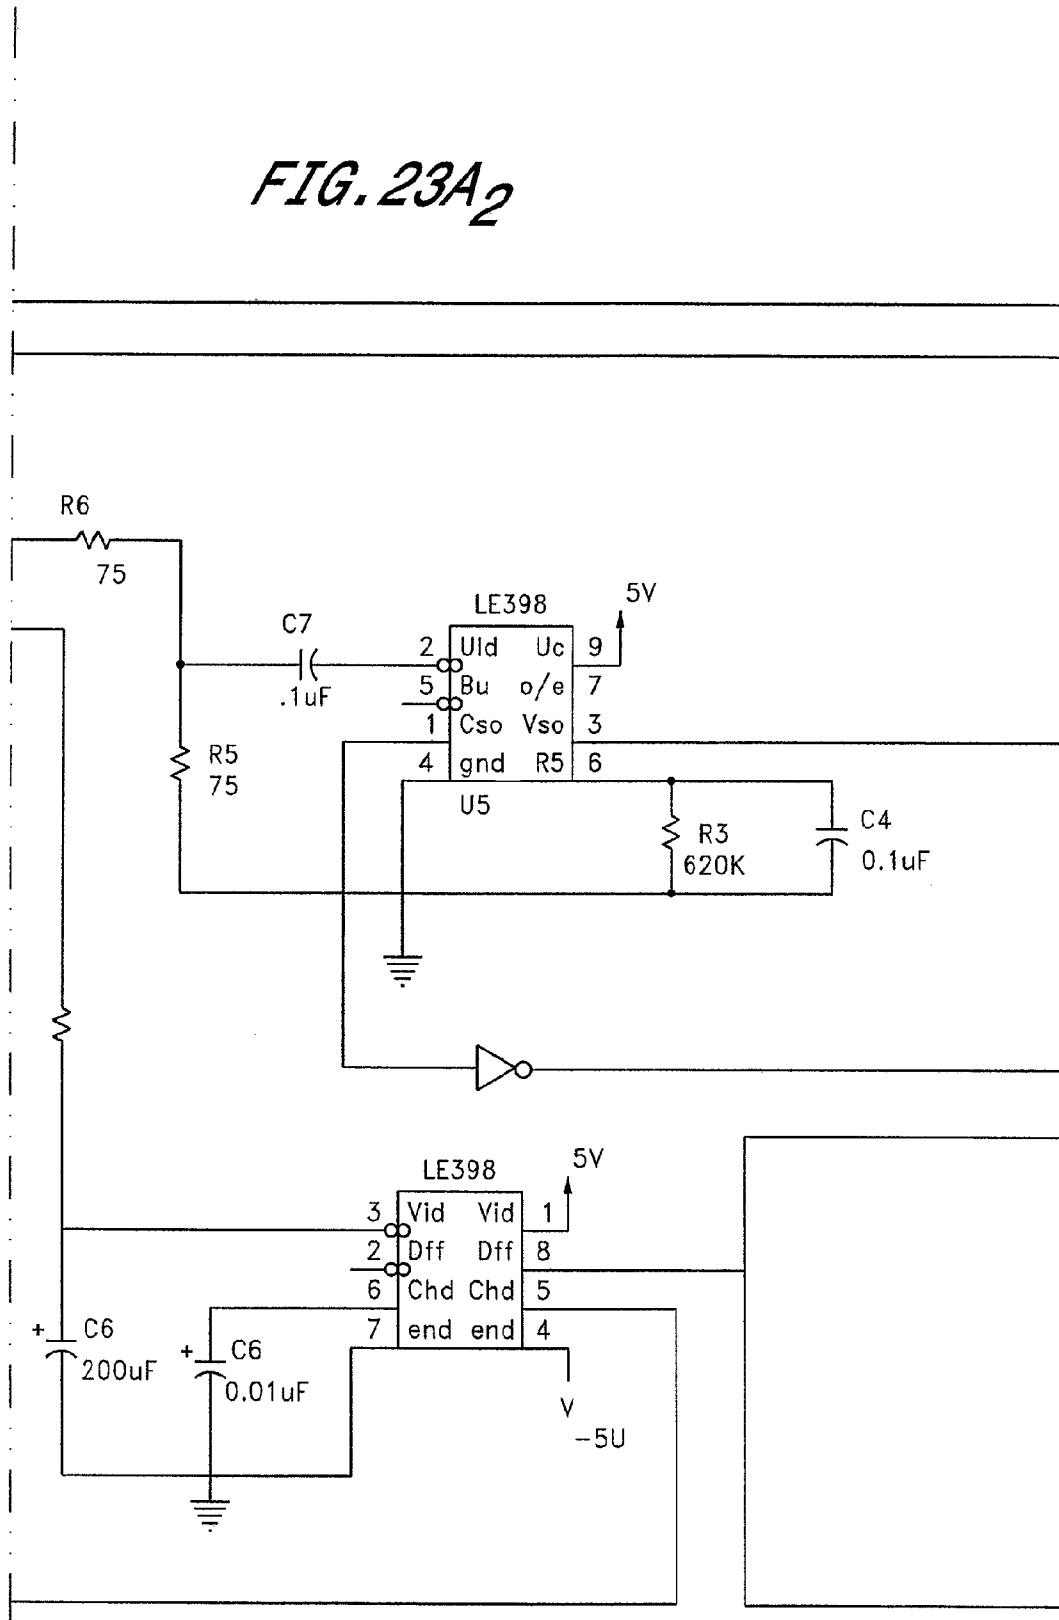 FIG. 23A2
R6
75
C7
.1uF
R5
75
LE398
5V
2 Uld Uc 9
5 Bu o/e 7
1 Cso Vso 3
4 gnd R5 6
U5
R3
620K
C4
0.1uF
LE398
5V
3 Vid Vid 1
2 Dff Dff 8
6 Chd Chd 5
7 end end 4
+ C6
200uF
+ C6
0.01uF
V
-5U